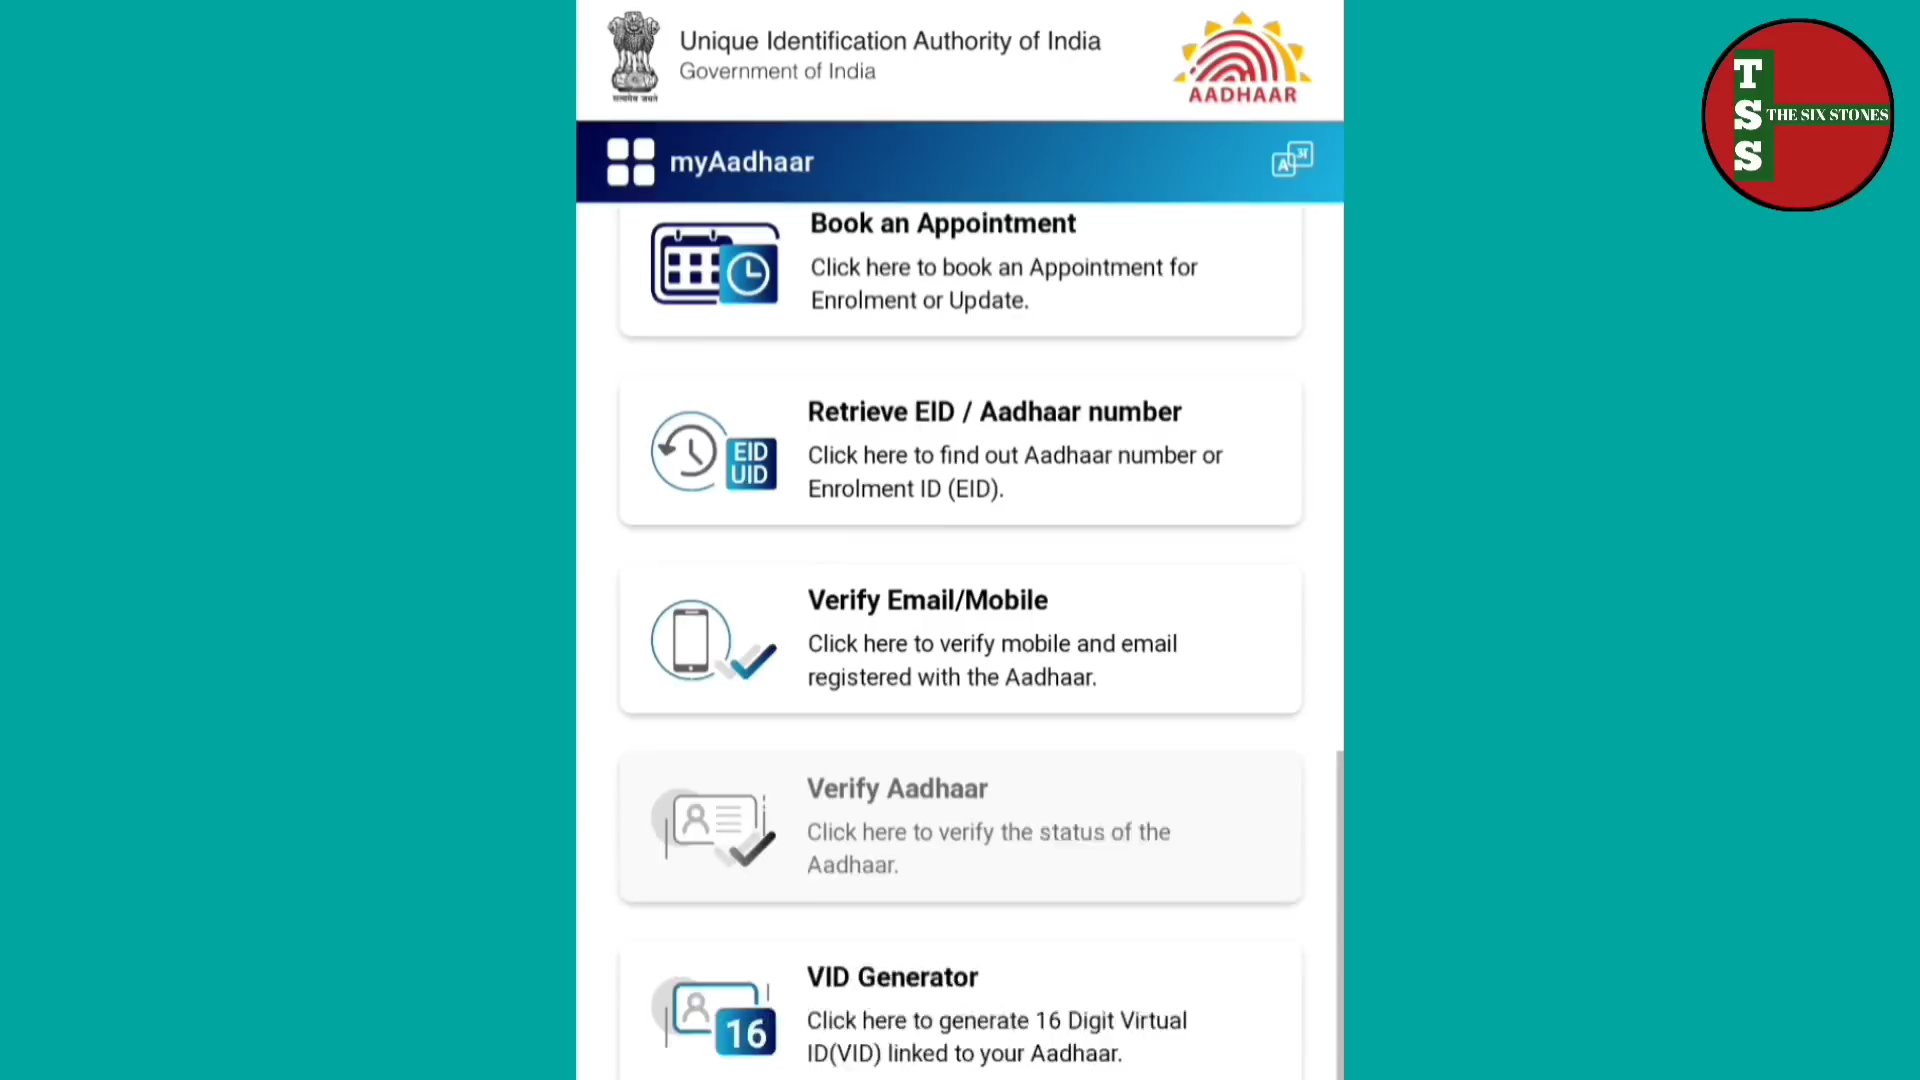 Unique Identification Authority of India
Government of India
सत्यमेव जयते
AADHAAR
TSS
THE SIX STONES
myAadhaar
A अ
Book an Appointment
Click here to book an Appointment for
Enrolment or Update.
Retrieve EID / Aadhaar number
EID
UID
Click here to find out Aadhaar number or
Enrolment ID (EID).
Verify Email/Mobile
Click here to verify mobile and email
registered with the Aadhaar.
Verify Aadhaar
Click here to verify the status of the
Aadhaar.
VID Generator
16
Click here to generate 16 Digit Virtual
ID(VID) linked to your Aadhaar.